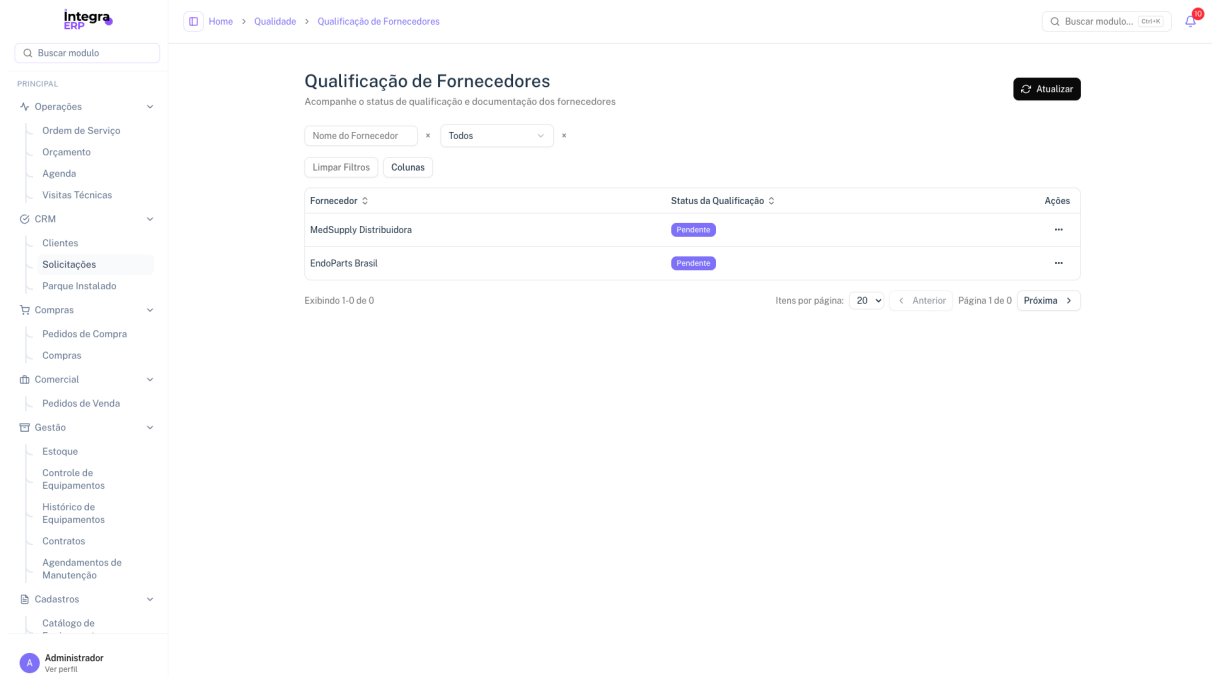 integra
ERP
Home > Qualidade > Qualificação de Fornecedores
Buscar modulo... Ctrl+K
10
Buscar modulo
PRINCIPAL
Operações
Ordem de Serviço
Orçamento
Agenda
Visitas Técnicas
CRM
Clientes
Solicitações
Parque Instalado
Compras
Pedidos de Compra
Compras
Comercial
Pedidos de Venda
Gestão
Estoque
Controle de
Equipamentos
Histórico de
Equipamentos
Contratos
Agendamentos de
Manutenção
Cadastros
Catálogo de
A Administrador
Ver perfil
Qualificação de Fornecedores
Acompanhe o status de qualificação e documentação dos fornecedores
Atualizar
Nome do Fornecedor × Todos ×
Limpar Filtros Colunas
Fornecedor Status da Qualificação Ações
MedSupply Distribuidora Pendente ...
EndoParts Brasil Pendente ...
Exibindo 1-0 de 0 Itens por página: 20 < Anterior Página 1 de 0 Próxima >